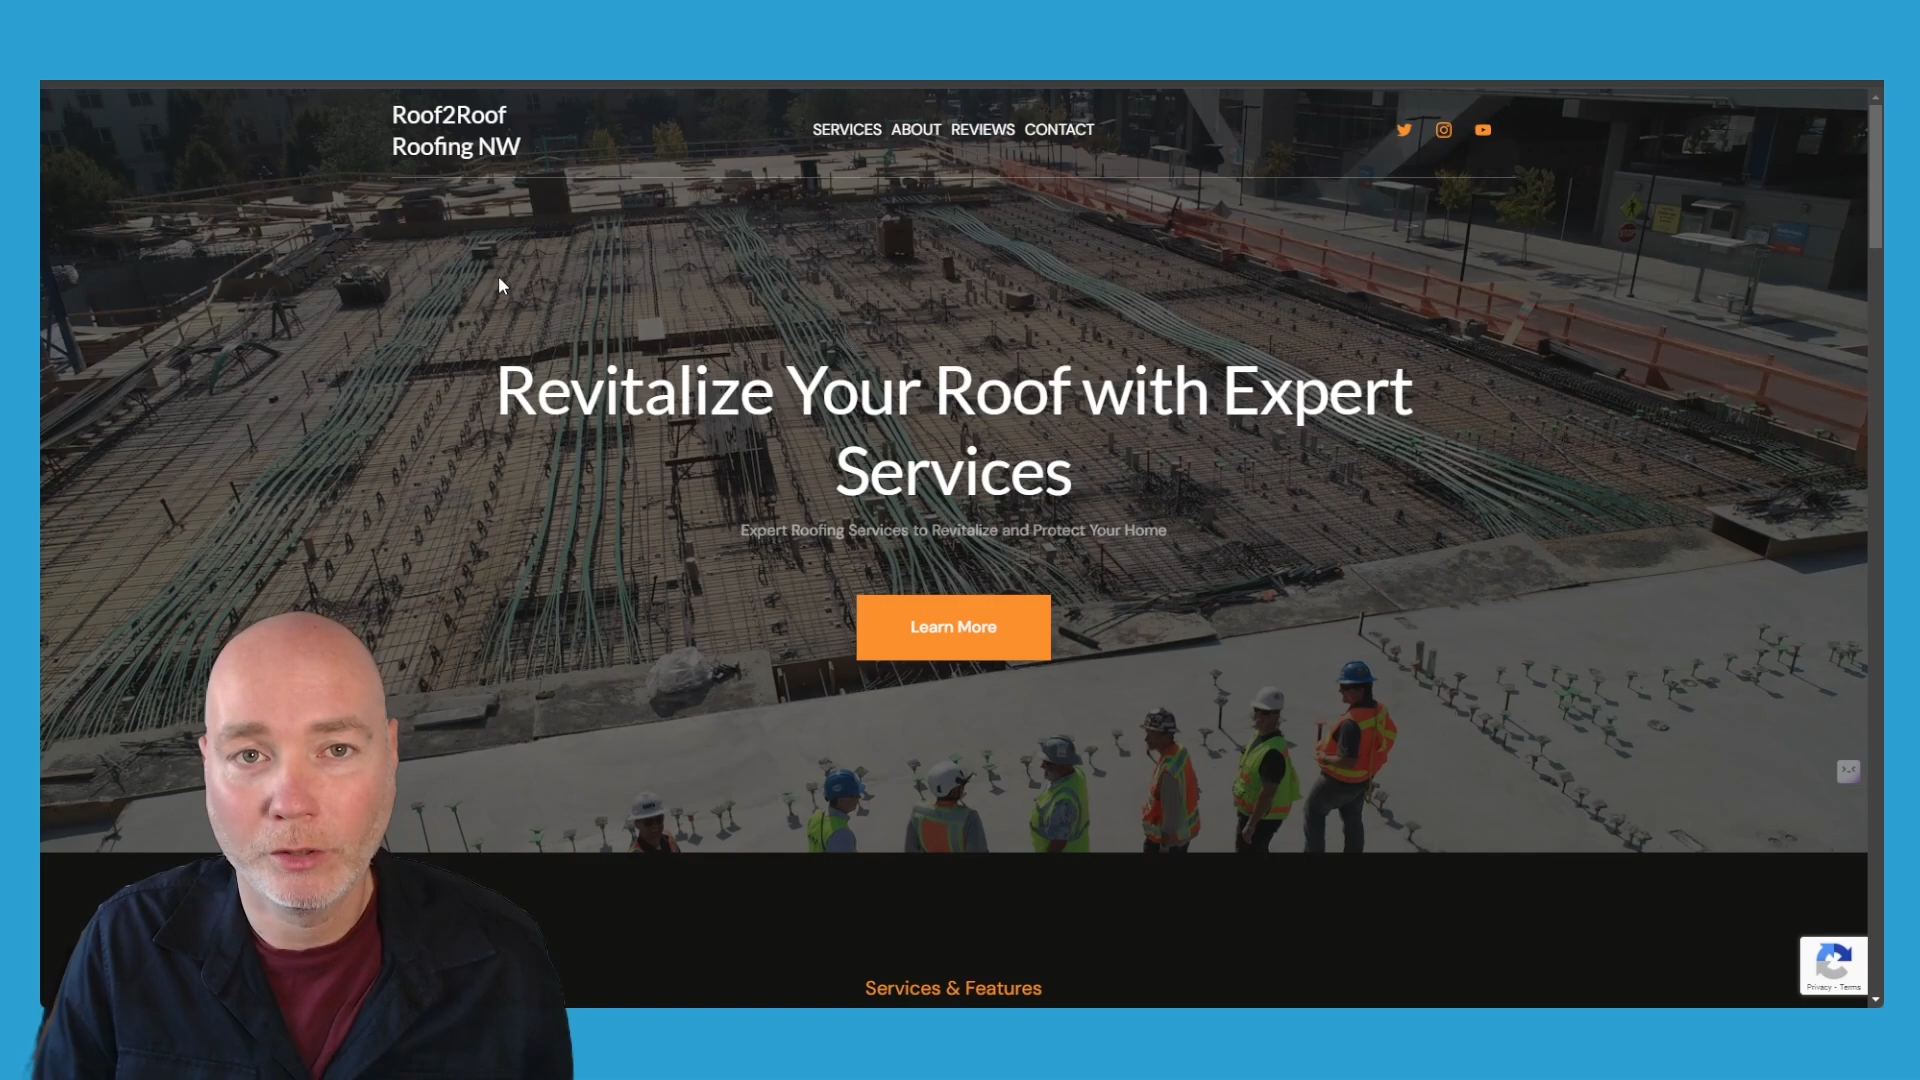 Roof2Roof
Roofing NW
SERVICES ABOUT REVIEWS CONTACT
Revitalize Your Roof with Expert
Services
Expert Roofing Services to Revitalize and Protect Your Home
Learn More
Services & Features
Privacy - Terms